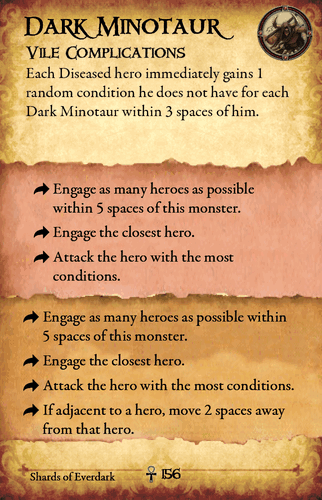 Dark Minotaur
Vile Complications
Each Diseased hero immediately gains 1
random condition he does not have for each
Dark Minotaur within 3 spaces of him.
Engage as many heroes as possible
within 5 spaces of this monster.
Engage the closest hero.
Attack the hero with the most
conditions.
Engage as many heroes as possible within
5 spaces of this monster.
Engage the closest hero.
Attack the hero with the most conditions.
If adjacent to a hero, move 2 spaces away
from that hero.
Shards of Everdark 156